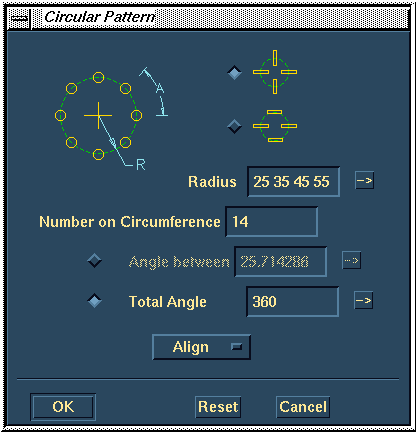 Circular Pattern
A
R
Radius 25 35 45 55 -->
Number on Circumference 14
Angle between 25.714286 -->
Total Angle 360 -->
Align
OK Reset Cancel